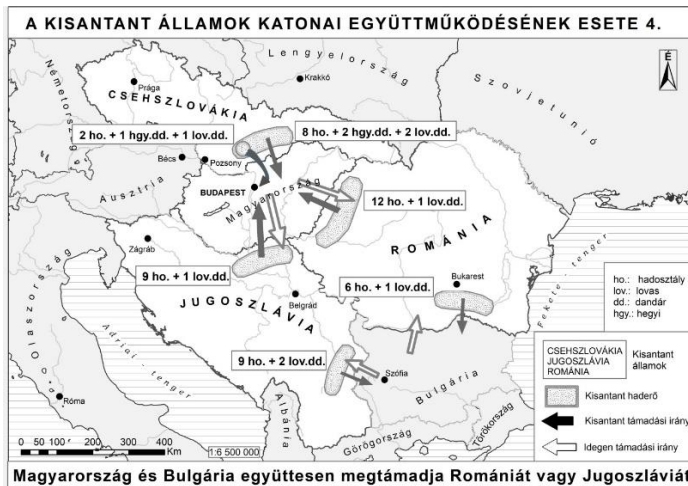 A KISANTANT ÁLLAMOK KATONAI EGYÜTTMŰKÖDÉSÉNEK ESETE 4.
Németország
Lengyelország
Szovjetunió
É
Prága
Krakkó
CSEHSZLOVÁKIA
2 ho. + 1 hgy.dd. + 1 lov.dd.
8 ho. + 2 hgy.dd + 2 lov.dd.
Bécs
Pozsony
Ausztria
BUDAPEST
Magyarország
12 ho. + 1 lov.dd.
ROMÁNIA
Zágráb
9 ho. + 1 lov.dd.
6 ho. + 1 lov.dd.
Bukarest
JUGOSZLÁVIA
Belgrád
Olaszország
Adriai-tenger
Fekete-tenger
9 ho. + 2 lov.dd.
Szófia
Bulgária
Róma
Albánia
Görögország
Törökország
ho.: hadosztály
lov.: lovas
dd.: dandár
hgy.: hegyi
CSEHSZLOVÁKIA
JUGOSZLÁVIA
ROMÁNIA
Kisantant
államok
Kisantant haderő
Kisantant támadási irány
Idegen támadási irány
0 50 100 200 300 400
Km
1:6 500 000
Magyarország és Bulgária együttesen megtámadja Romániát vagy Jugoszláviát